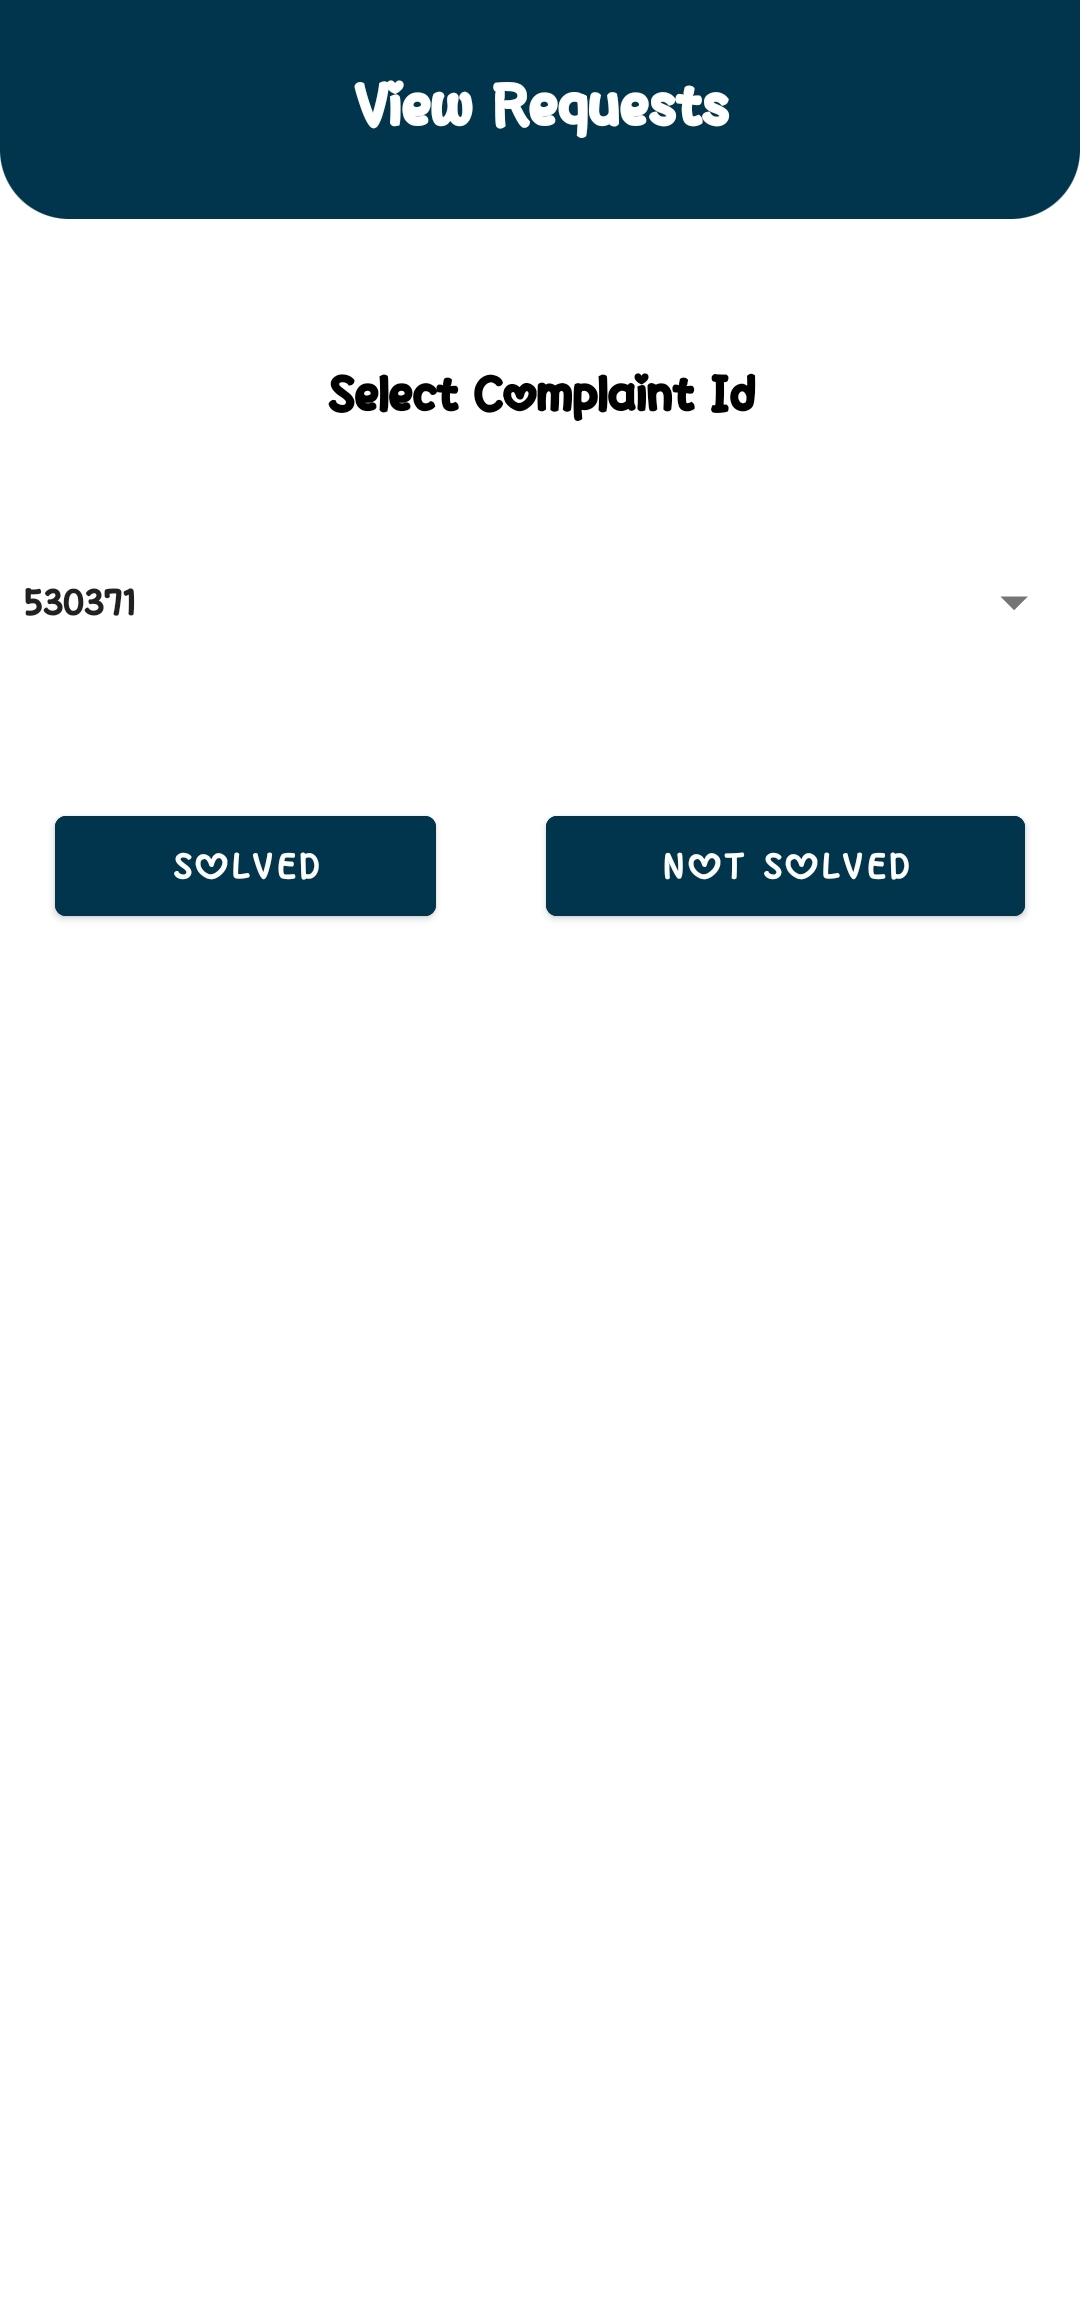 View Requests
Select Complaint Id
530371
SOLVED
NOT SOLVED